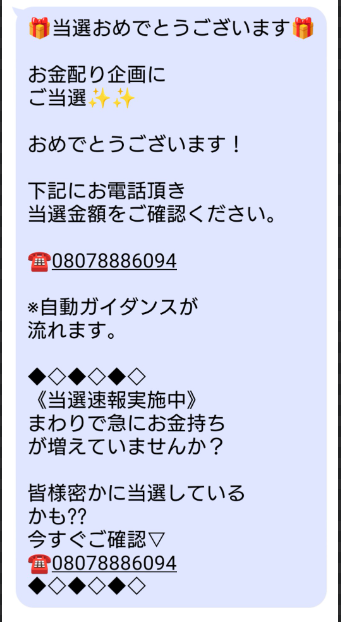 🎁当選おめでとうございます🎁
お金配り企画に
ご当選✨✨
おめでとうございます！
下記にお電話頂き
当選金額をご確認ください。
☎️08078886094
※自動ガイダンスが
流れます。
◆◇◆◇◆◇
《当選速報実施中》
まわりで急にお金持ち
が増えていませんか？
皆様密かに当選している
かも??
今すぐご確認▽
☎️08078886094
◆◇◆◇◆◇